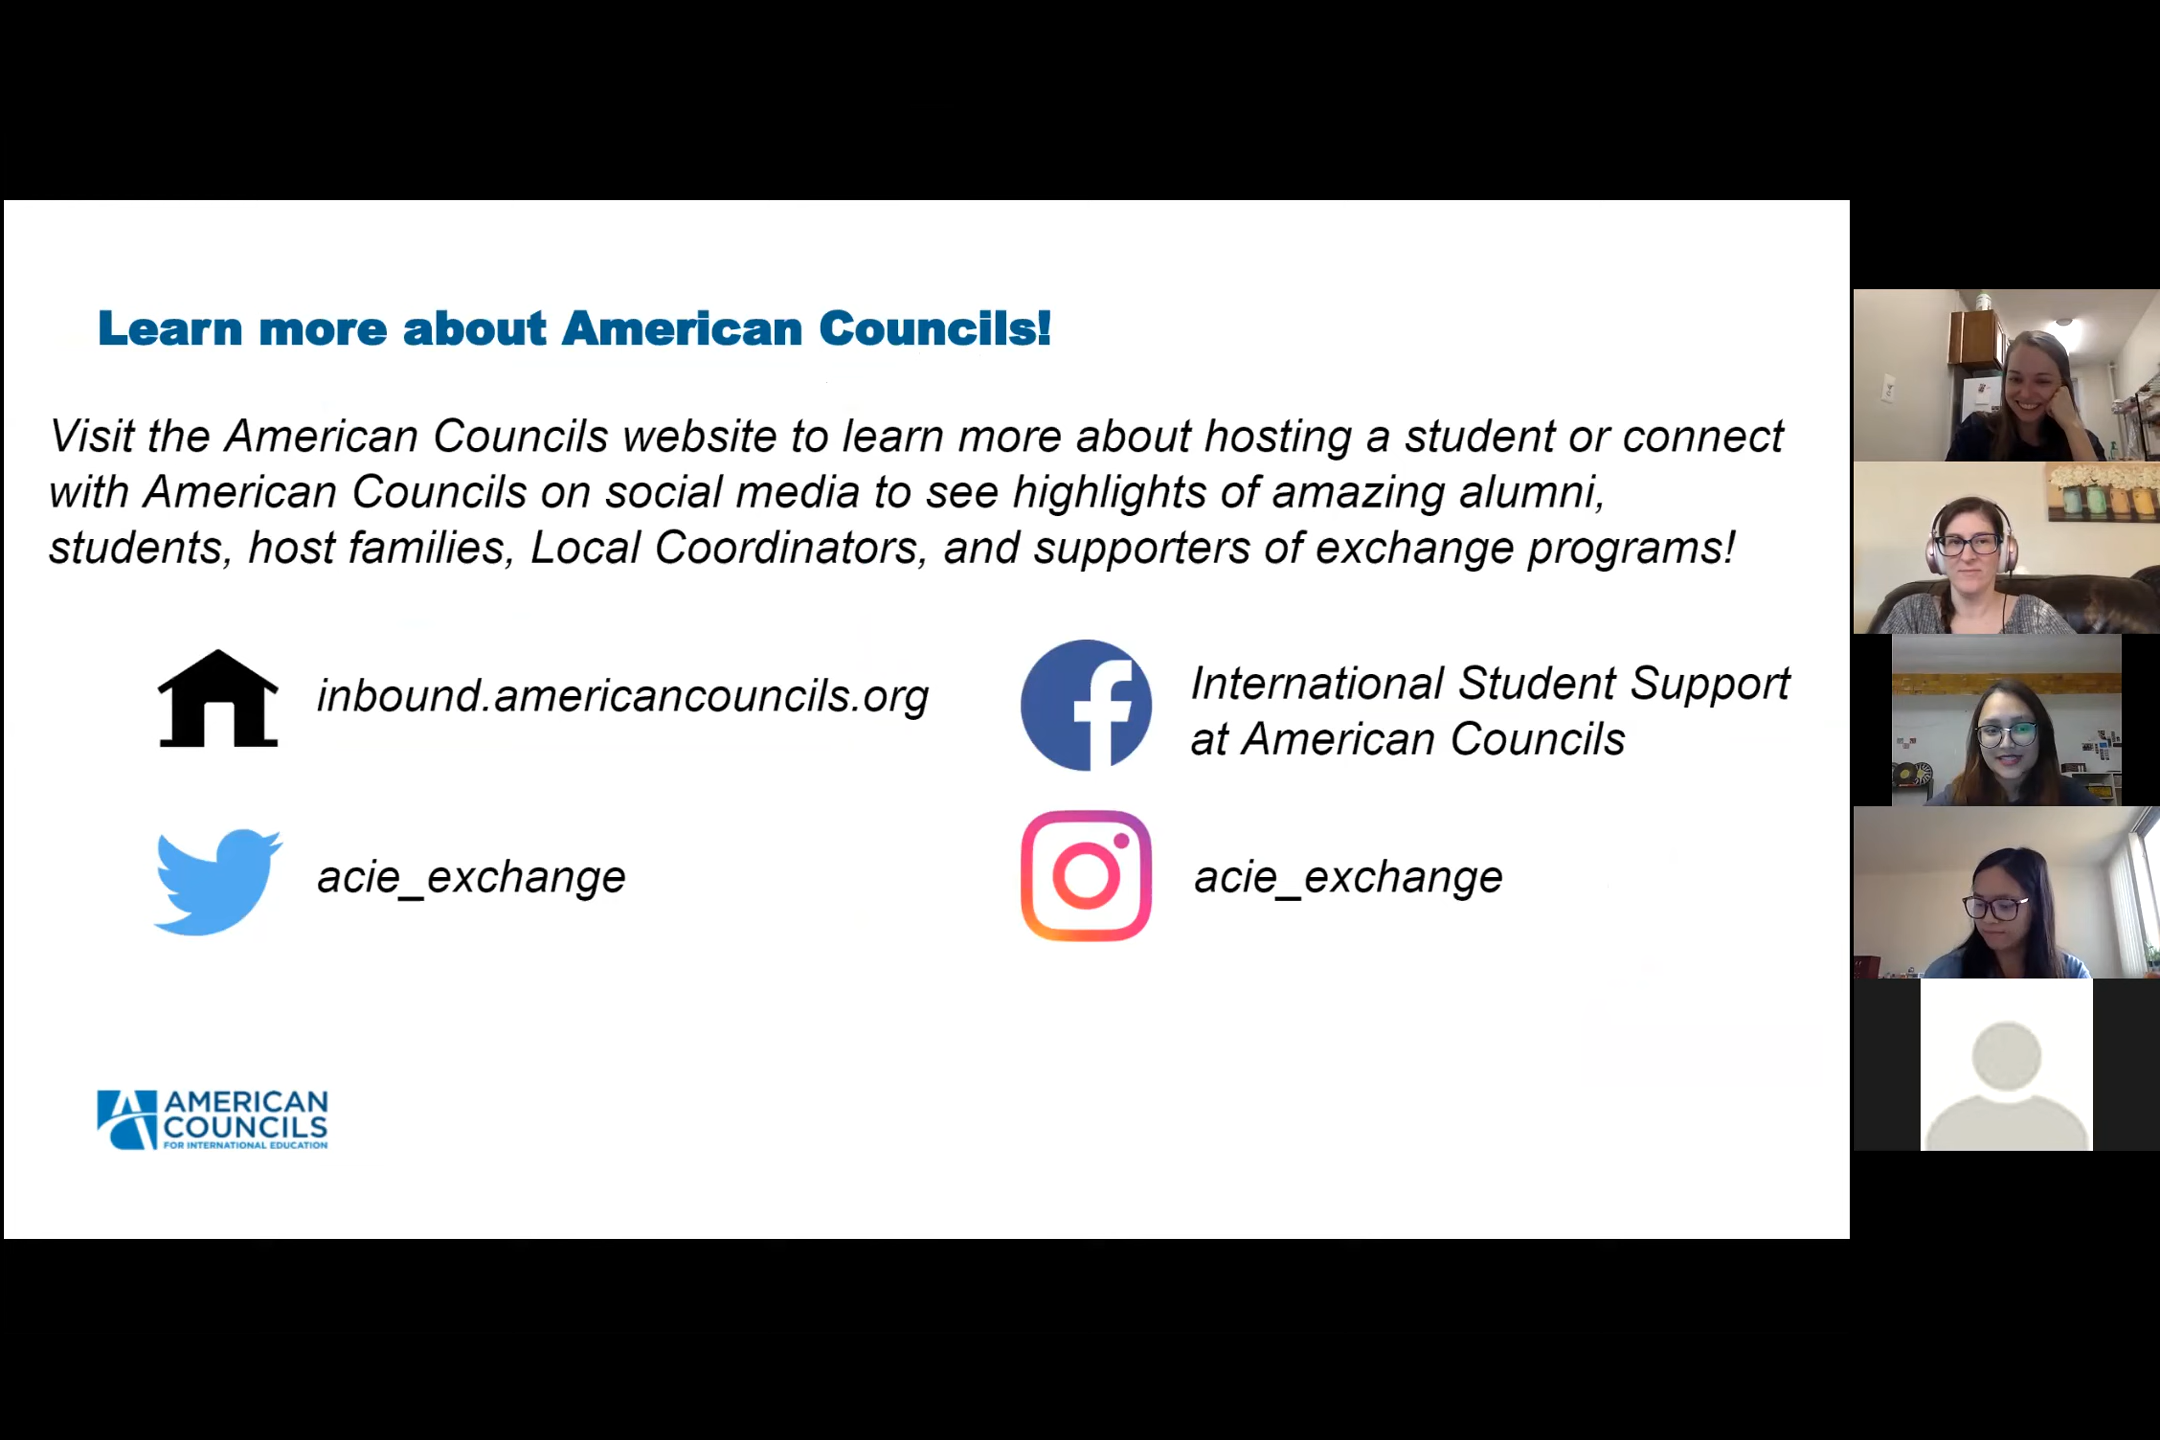 Learn more about American Councils!
Visit the American Councils website to learn more about hosting a student or connect
with American Councils on social media to see highlights of amazing alumni,
students, host families, Local Coordinators, and supporters of exchange programs!
inbound.americancouncils.org
International Student Support
at American Councils
acie_exchange
acie_exchange
AMERICAN
COUNCILS
FOR INTERNATIONAL EDUCATION